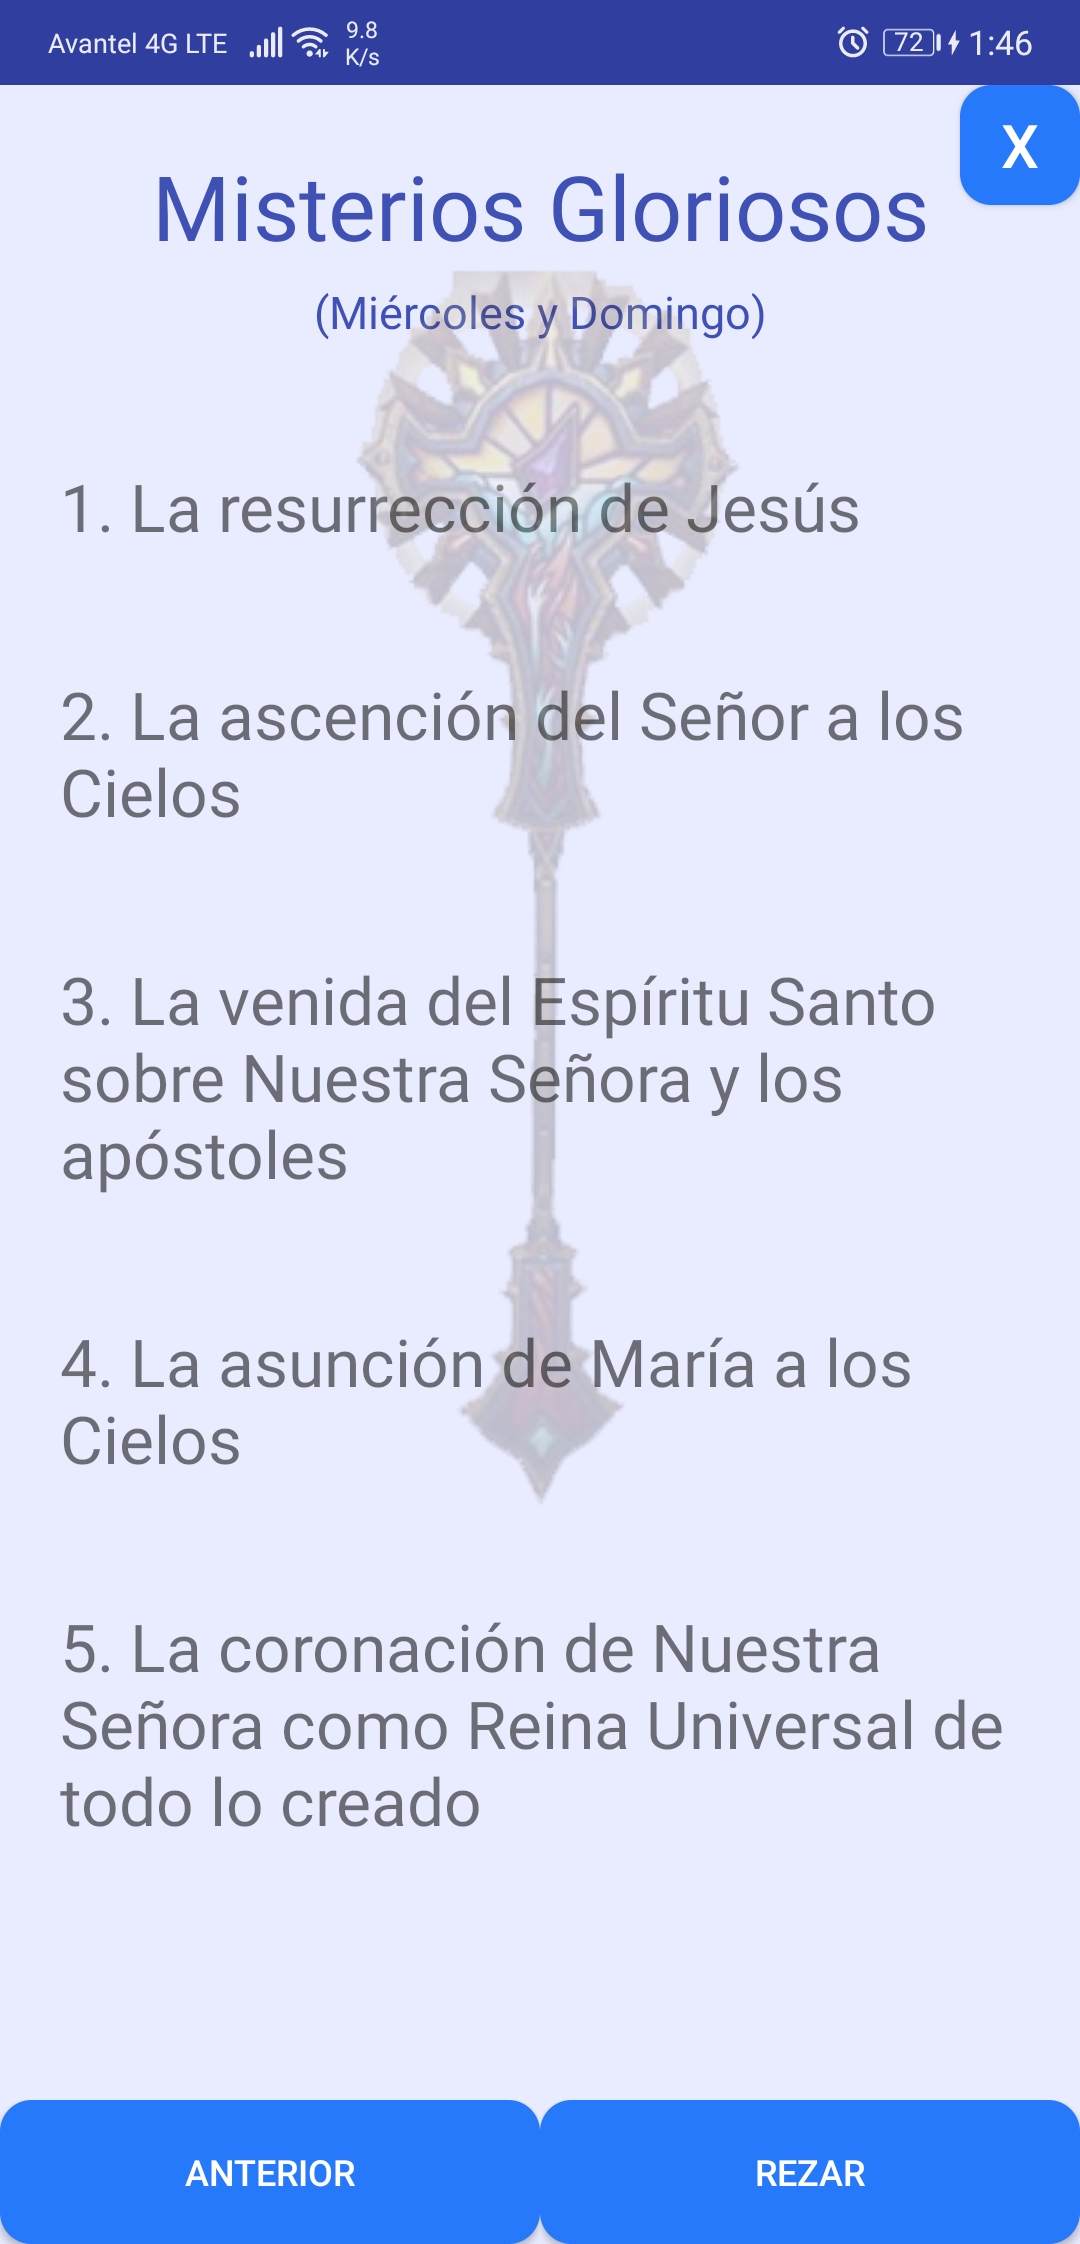 Avantel 4G LTE 9.8 K/s 72 1:46
X
Misterios Gloriosos
(Miércoles y Domingo)
1. La resurrección de Jesús
2. La ascención del Señor a los
Cielos
3. La venida del Espíritu Santo
sobre Nuestra Señora y los
apóstoles
4. La asunción de María a los
Cielos
5. La coronación de Nuestra
Señora como Reina Universal de
todo lo creado
ANTERIOR REZAR